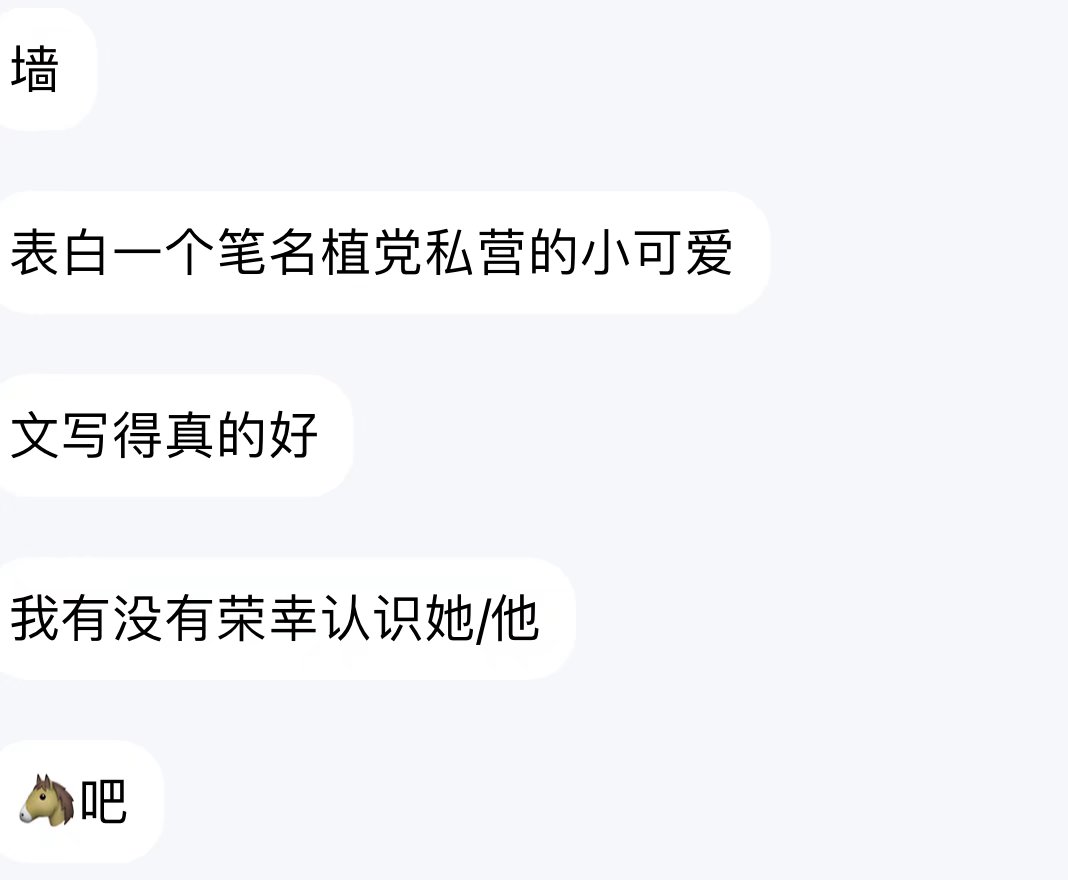 墙
表白一个笔名植党私营的小可爱
文写得真的好
我有没有荣幸认识她/他
🐴吧